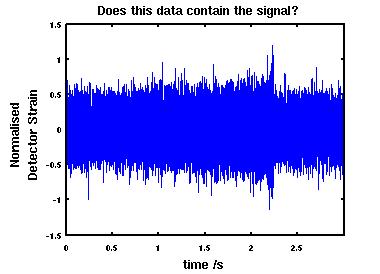 Does this data contain the signal?
1.5
1
0.5
0
-0.5
-1
-1.5
Normalised
Detector Strain
0 0.5 1 1.5 2 2.5
time /s